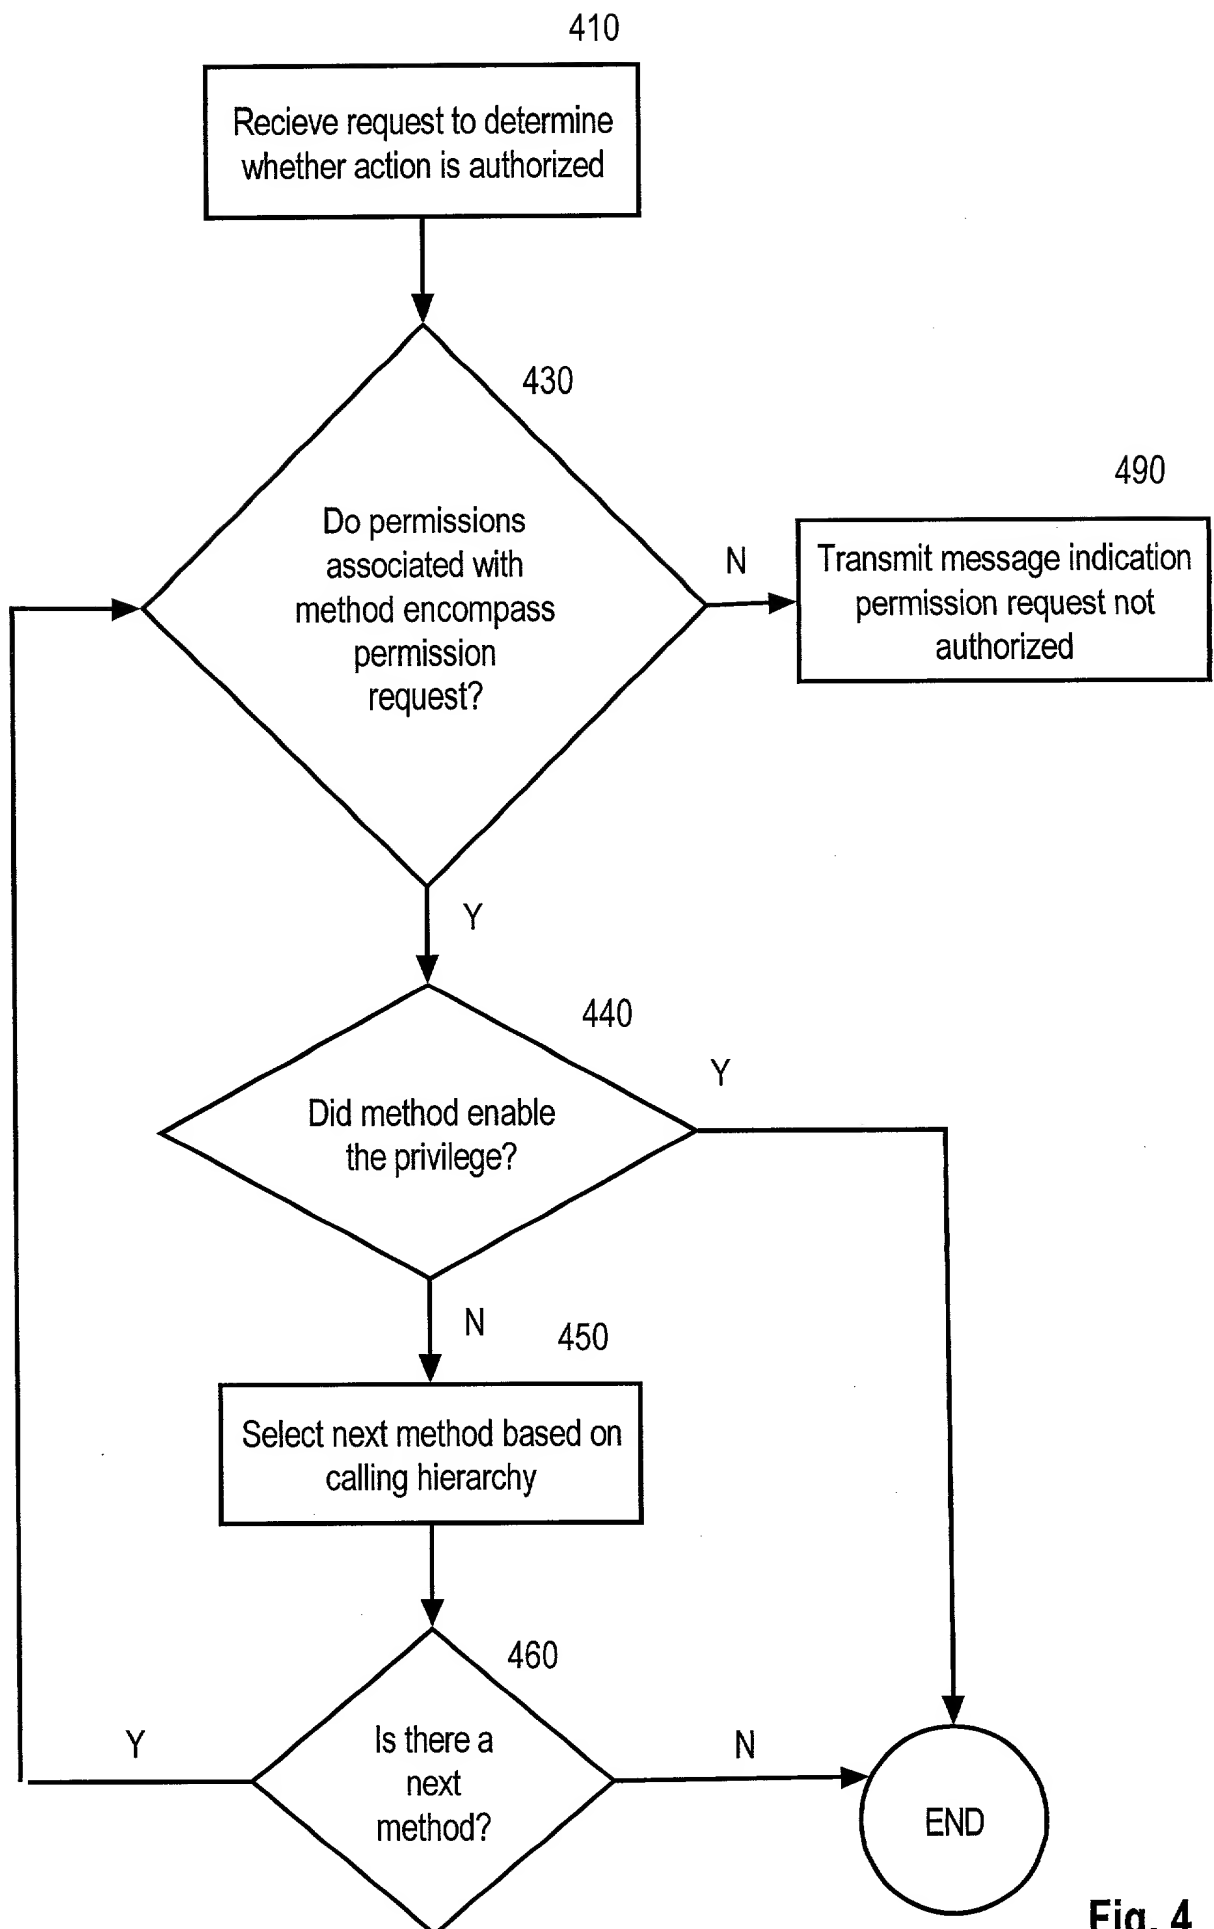 410
Recieve request to determine
whether action is authorized
430
Do permissions
associated with
method encompass
permission
request?
N
490
Transmit message indication
permission request not
authorized
Y
440
Y
Did method enable
the privilege?
N
450
Select next method based on
calling hierarchy
460
Y
Is there a
next
method?
N
END
Fig. 4